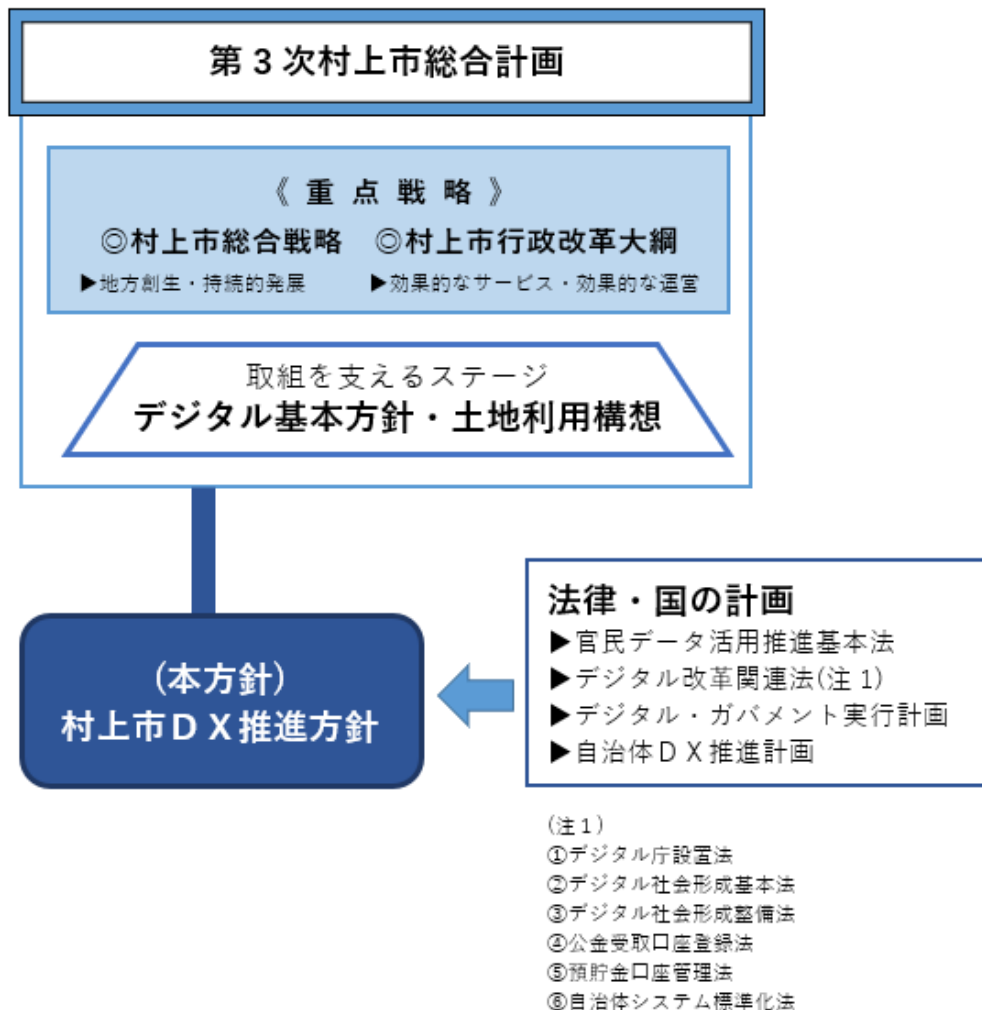 第3次村上市総合計画
《 重 点 戦 略 》
◎村上市総合戦略　◎村上市行政改革大綱
▶地方創生・持続的発展　▶効果的なサービス・効果的な運営
取組を支えるステージ
デジタル基本方針・土地利用構想
(本方針)
村上市ＤＸ推進方針
法律・国の計画
▶官民データ活用推進基本法
▶デジタル改革関連法(注1)
▶デジタル・ガバメント実行計画
▶自治体ＤＸ推進計画
(注1)
①デジタル庁設置法
②デジタル社会形成基本法
③デジタル社会形成整備法
④公金受取口座登録法
⑤預貯金口座管理法
⑥自治体システム標準化法